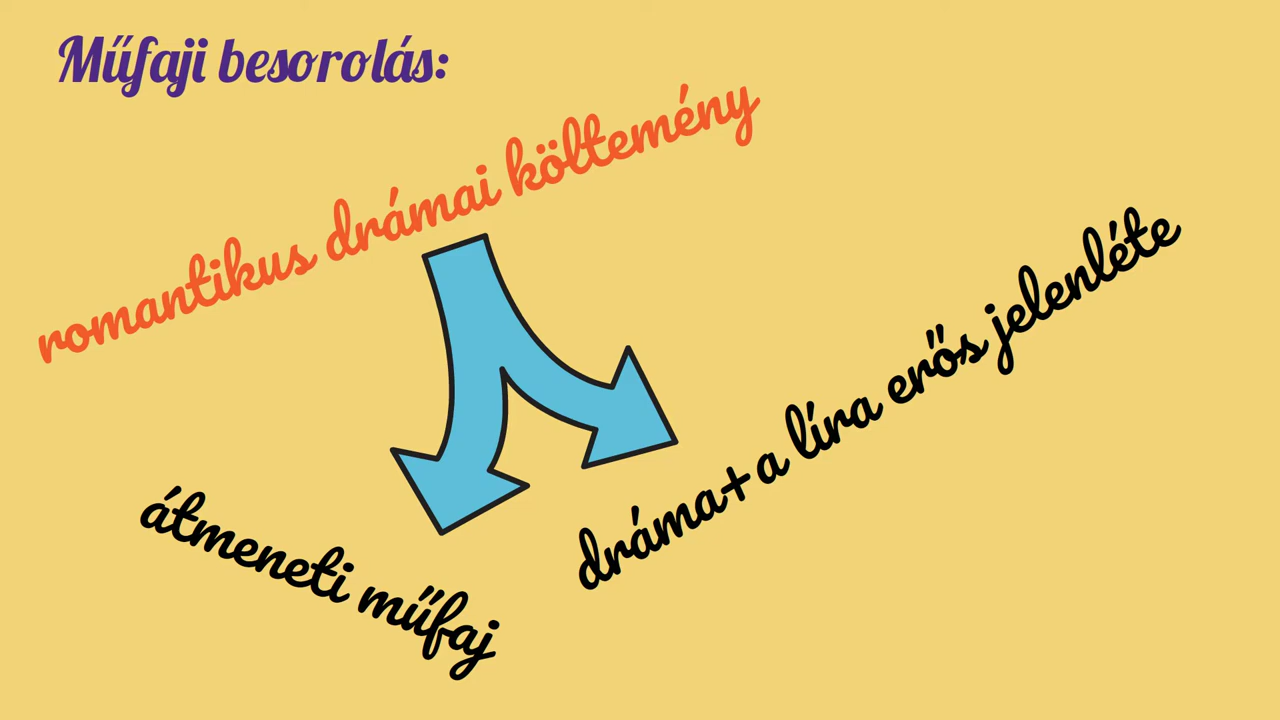 Műfaji besorolás:
romantikus drámai költemény
átmeneti műfaj
dráma+a líra erős jelenléte